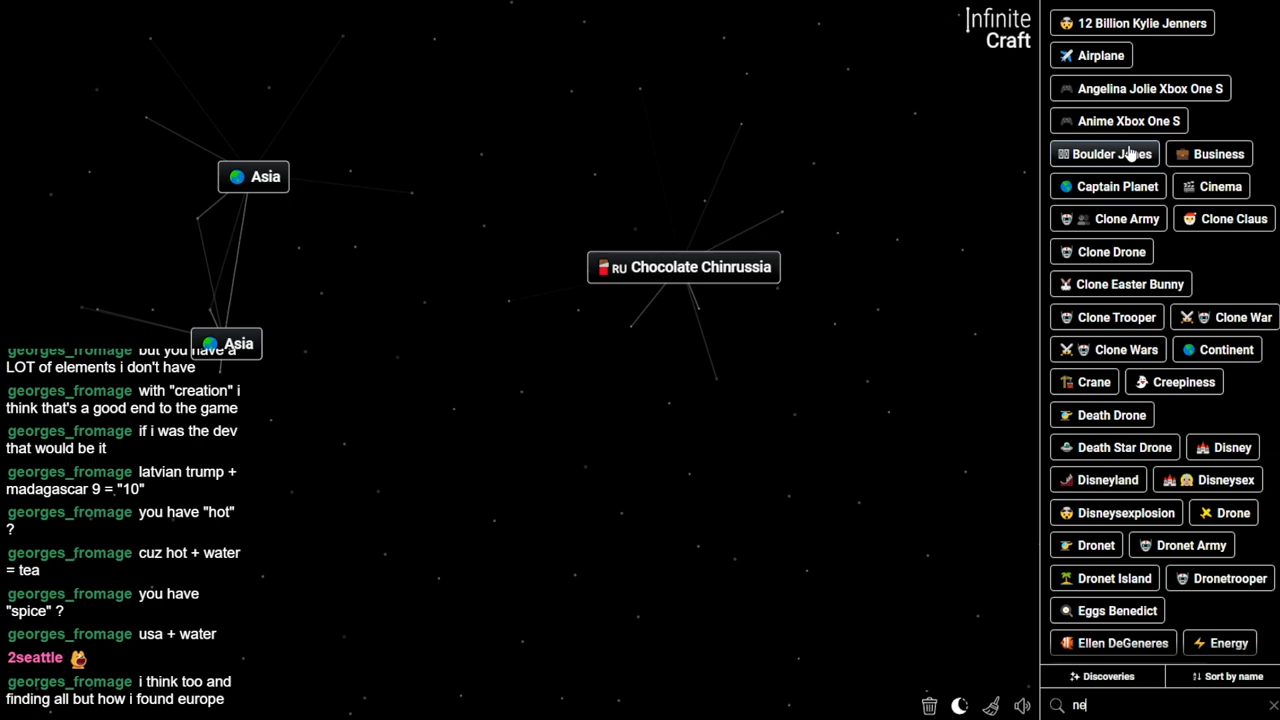 Infinite
Craft
Asia
RU Chocolate Chinrussia
Asia
georges_fromage but you have a
LOT of elements i don't have
georges_fromage with "creation" i
think that's a good end to the game
georges_fromage if i was the dev
that would be it
georges_fromage latvian trump +
madagascar 9 = "10"
georges_fromage you have "hot"
?
georges_fromage cuz hot + water
= tea
georges_fromage you have
"spice" ?
georges_fromage usa + water
2seattle
georges_fromage i think too and
finding all but how i found europe
12 Billion Kylie Jenners
Airplane
Angelina Jolie Xbox One S
Anime Xbox One S
Boulder Jones Business
Captain Planet Cinema
Clone Army Clone Claus
Clone Drone
Clone Easter Bunny
Clone Trooper Clone War
Clone Wars Continent
Crane Creepiness
Death Drone
Death Star Drone Disney
Disneyland Disneysex
Disneysexplosion Drone
Dronet Dronet Army
Dronet Island Dronetrooper
Eggs Benedict
Ellen DeGeneres Energy
Discoveries Sort by name
ne